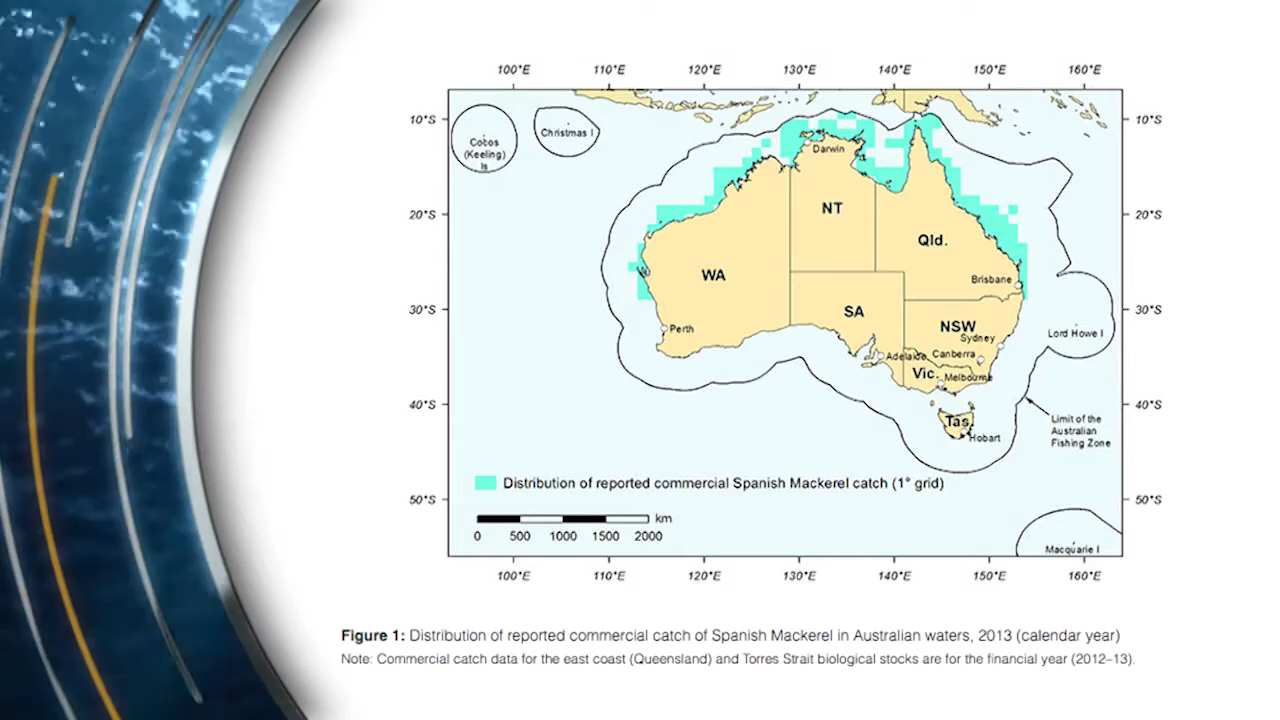 100°E 110°E 120°E 130°E 140°E 150°E 160°E
10°S 10°S
Cocos
(Keeling)
Is
Christmas I
Darwin
20°S 20°S
NT
Qld.
WA
Brisbane
30°S 30°S
SA
NSW
Perth
Sydney
Lord Howe I
Adelaide
Canberra
Vic.
Melbourne
40°S 40°S
Tas.
Hobart
Limit of the
Australian
Fishing Zone
Distribution of reported commercial Spanish Mackerel catch (1° grid)
50°S 50°S
km
0 500 1000 1500 2000
Macquarie I
100°E 110°E 120°E 130°E 140°E 150°E 160°E
Figure 1: Distribution of reported commercial catch of Spanish Mackerel in Australian waters, 2013 (calendar year)
Note: Commercial catch data for the east coast (Queensland) and Torres Strait biological stocks are for the financial year (2012–13).